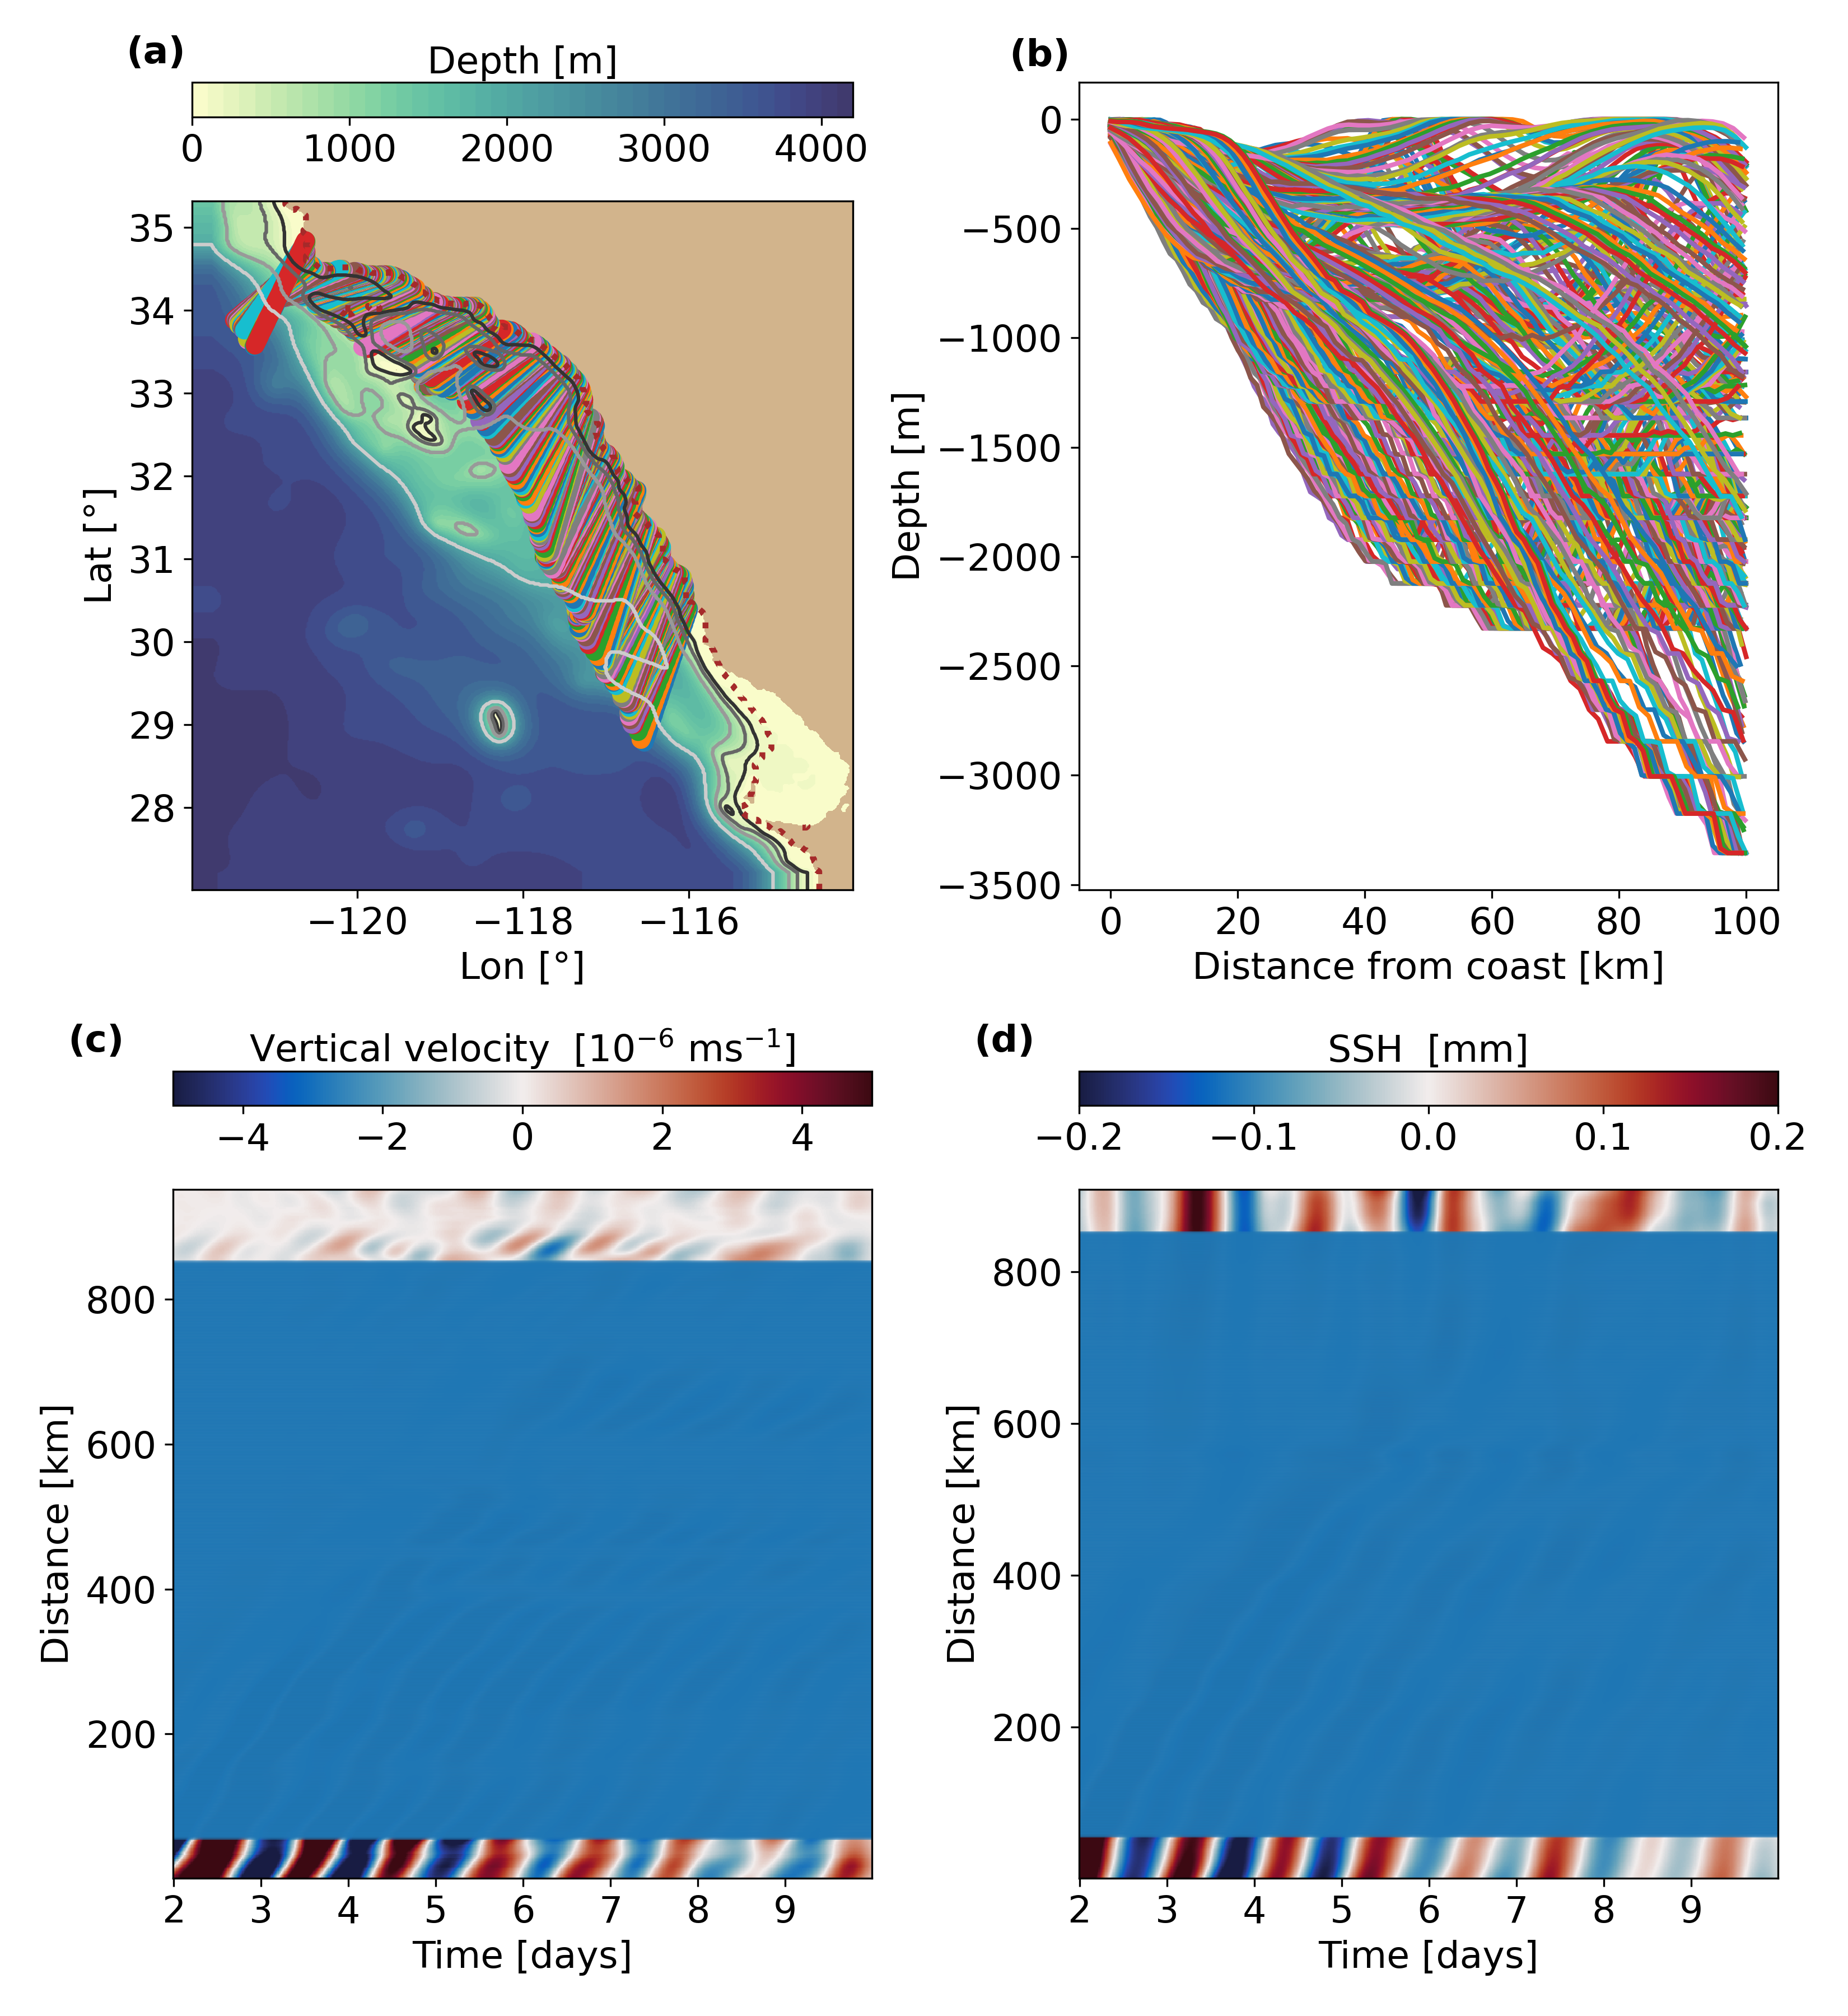 (a)
Depth [m]
0 1000 2000 3000 4000
35
34
33
32
31
30
29
28
Lat [°]
−120 −118 −116
Lon [°]
(b)
0
−500
−1000
−1500
−2000
−2500
−3000
−3500
Depth [m]
0 20 40 60 80 100
Distance from coast [km]
(c)
Vertical velocity [10⁻⁶ ms⁻¹]
−4 −2 0 2 4
800
600
400
200
Distance [km]
2 3 4 5 6 7 8 9
Time [days]
(d)
SSH [mm]
−0.2 −0.1 0.0 0.1 0.2
800
600
400
200
Distance [km]
2 3 4 5 6 7 8 9
Time [days]